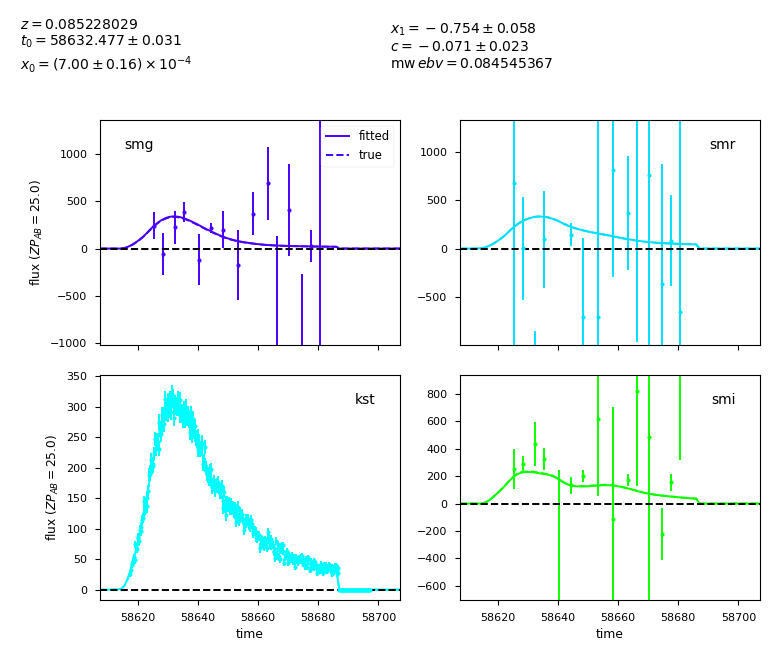 z = 0.085228029
t₀ = 58632.477 ± 0.031
x₀ = (7.00 ± 0.16) × 10⁻⁴
x₁ = −0.754 ± 0.058
c = −0.071 ± 0.023
mw ebv = 0.084545367
smg
fitted
true
1000
500
0
−500
−1000
flux (ZP_AB = 25.0)
smr
1000
500
0
−500
kst
350
300
250
200
150
100
50
0
flux (ZP_AB = 25.0)
58620 58640 58660 58680 58700
time
smi
800
600
400
200
0
−200
−400
−600
58620 58640 58660 58680 58700
time